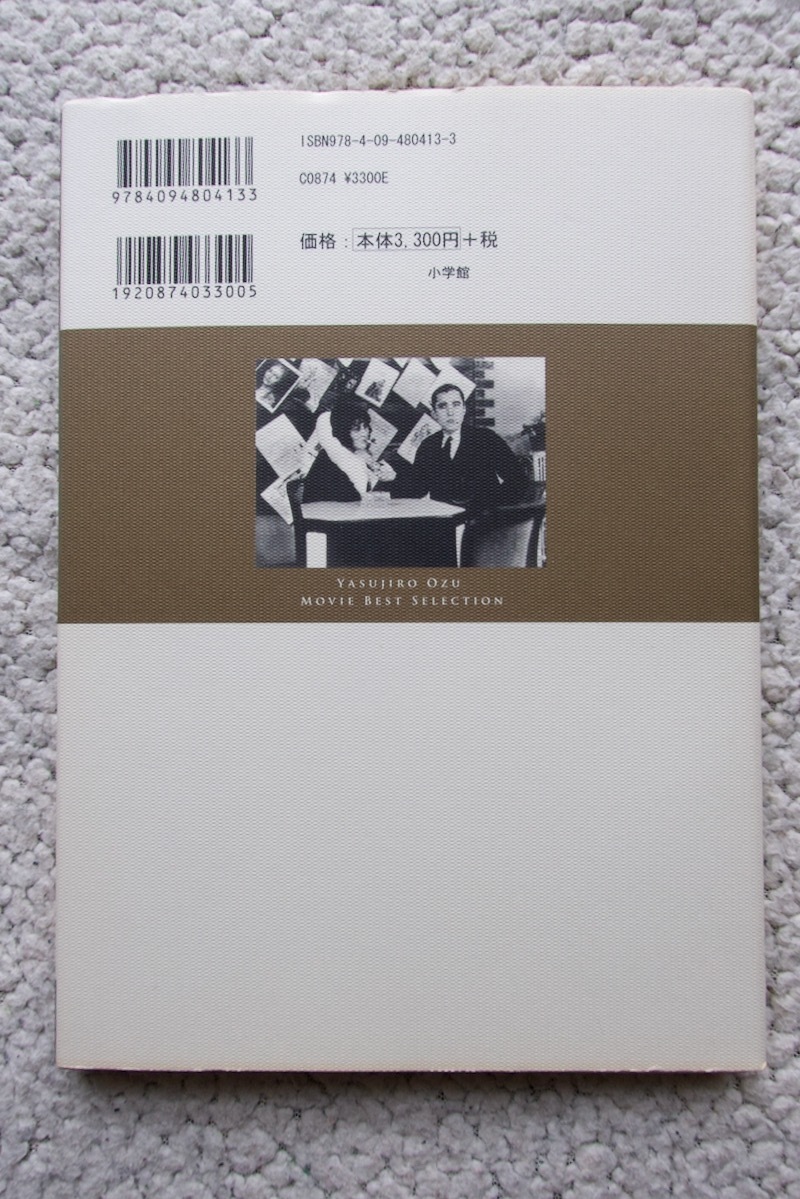 ISBN978-4-09-480413-3
9784094804133
C0874 ¥3300E
価格:本体3,300円+税
1920874033005
小学館
YASUJIRO OZU
MOVIE BEST SELECTION